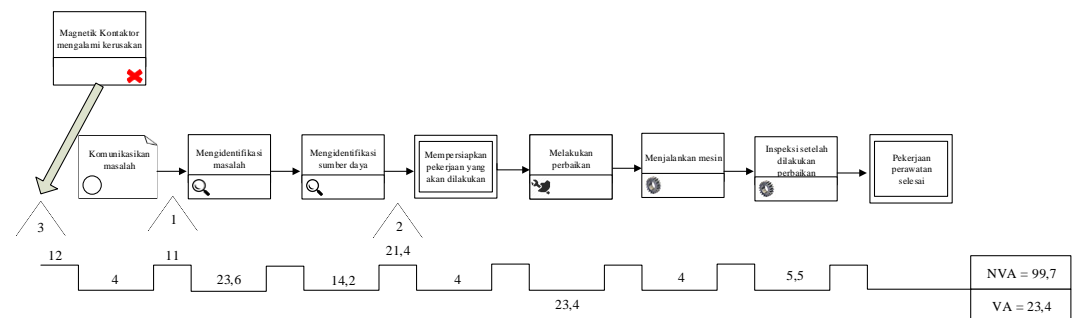 Magnetik Kontaktor
mengalami kerusakan
Komunikasikan
masalah
Mengidentifikasi
masalah
Mengidentifikasi
sumber daya
Mempersiapkan
pekerjaan yang
akan dilakukan
Melakukan
perbaikan
Menjalankan mesin
Inspeksi setelah
dilakukan
perbaikan
Pekerjaan
perawatan
selesai
3
1
2
12
4
11
23,6
14,2
21,4
4
23,4
4
5,5
NVA = 99,7
VA = 23,4